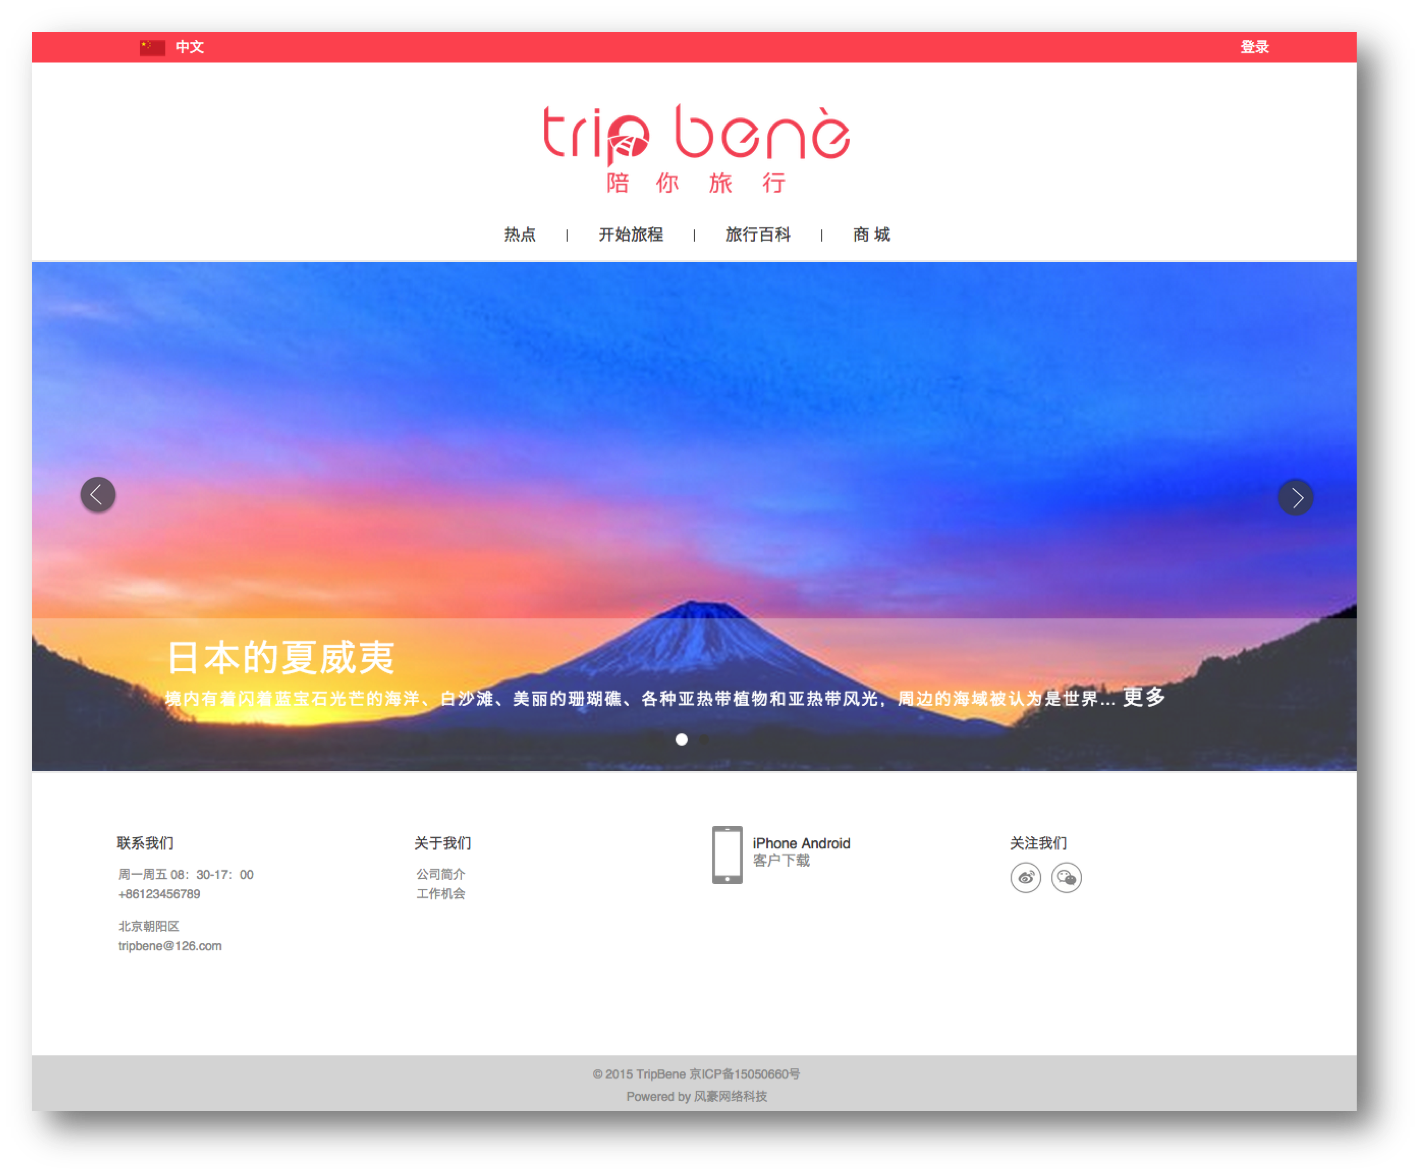 中文 登录
trip benè
陪你旅行
热点 | 开始旅程 | 旅行百科 | 商 城
日本的夏威夷
境内有着闪着蓝宝石光芒的海洋、白沙滩、美丽的珊瑚礁、各种亚热带植物和亚热带风光，周边的海域被认为是世界... 更多
联系我们
周一周五 08：30-17：00
+86123456789
北京朝阳区
tripbene@126.com
关于我们
公司简介
工作机会
iPhone Android
客户下载
关注我们
© 2015 TripBene 京ICP备15050660号
Powered by 风豪网络科技